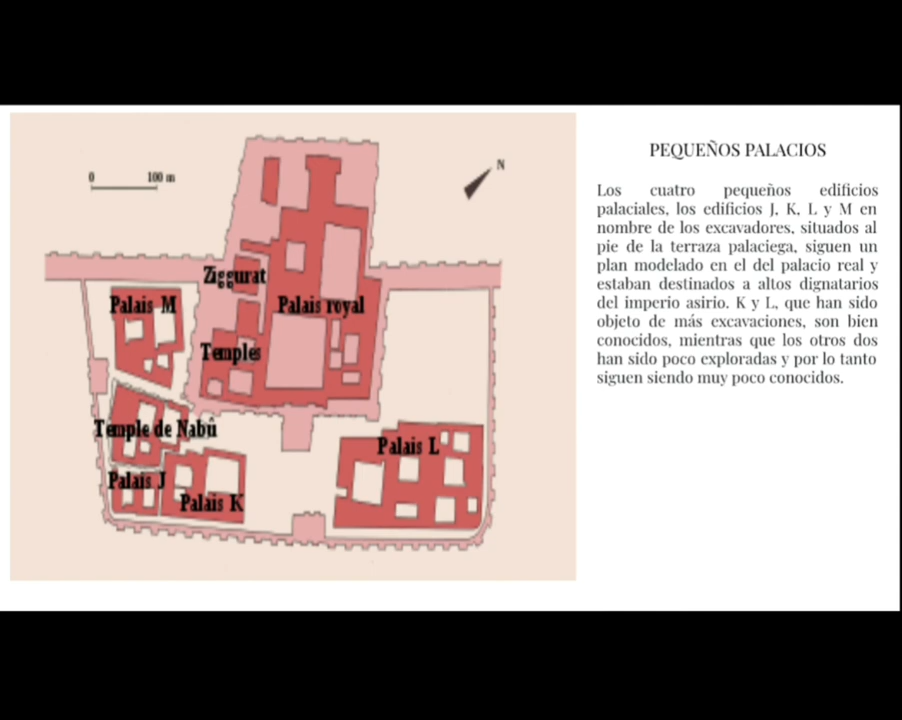 PEQUEÑOS PALACIOS
Los cuatro pequeños edificios
palaciales, los edificios J, K, L y M en
nombre de los excavadores, situados al
pie de la terraza palaciega, siguen un
plan modelado en el del palacio real y
estaban destinados a altos dignatarios
del imperio asirio. K y L, que han sido
objeto de más excavaciones, son bien
conocidos, mientras que los otros dos
han sido poco exploradas y por lo tanto
siguen siendo muy poco conocidos.
0 100 m
N
Ziggurat
Palais M
Palais royal
Temples
Temple de Nabû
Palais L
Palais J
Palais K